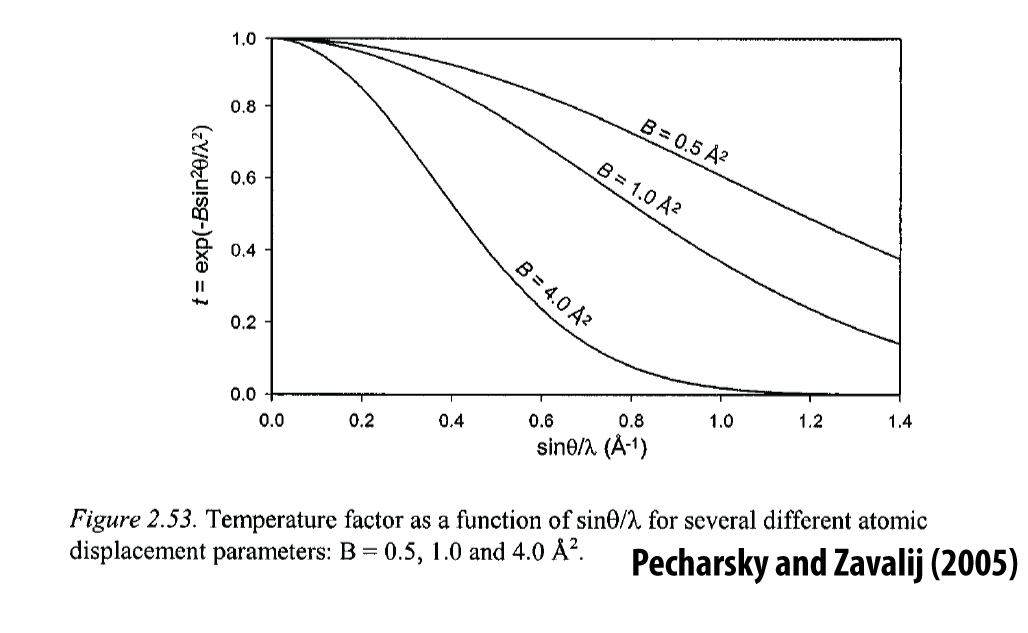 1.0
0.8
0.6
0.4
0.2
0.0
t = exp(-Bsin²θ/λ²)
B = 0.5 Å²
B = 1.0 Å²
B = 4.0 Å²
0.0 0.2 0.4 0.6 0.8 1.0 1.2 1.4
sinθ/λ (Å⁻¹)
Figure 2.53. Temperature factor as a function of sinθ/λ for several different atomic
displacement parameters: B = 0.5, 1.0 and 4.0 Å².
Pecharsky and Zavalij (2005)